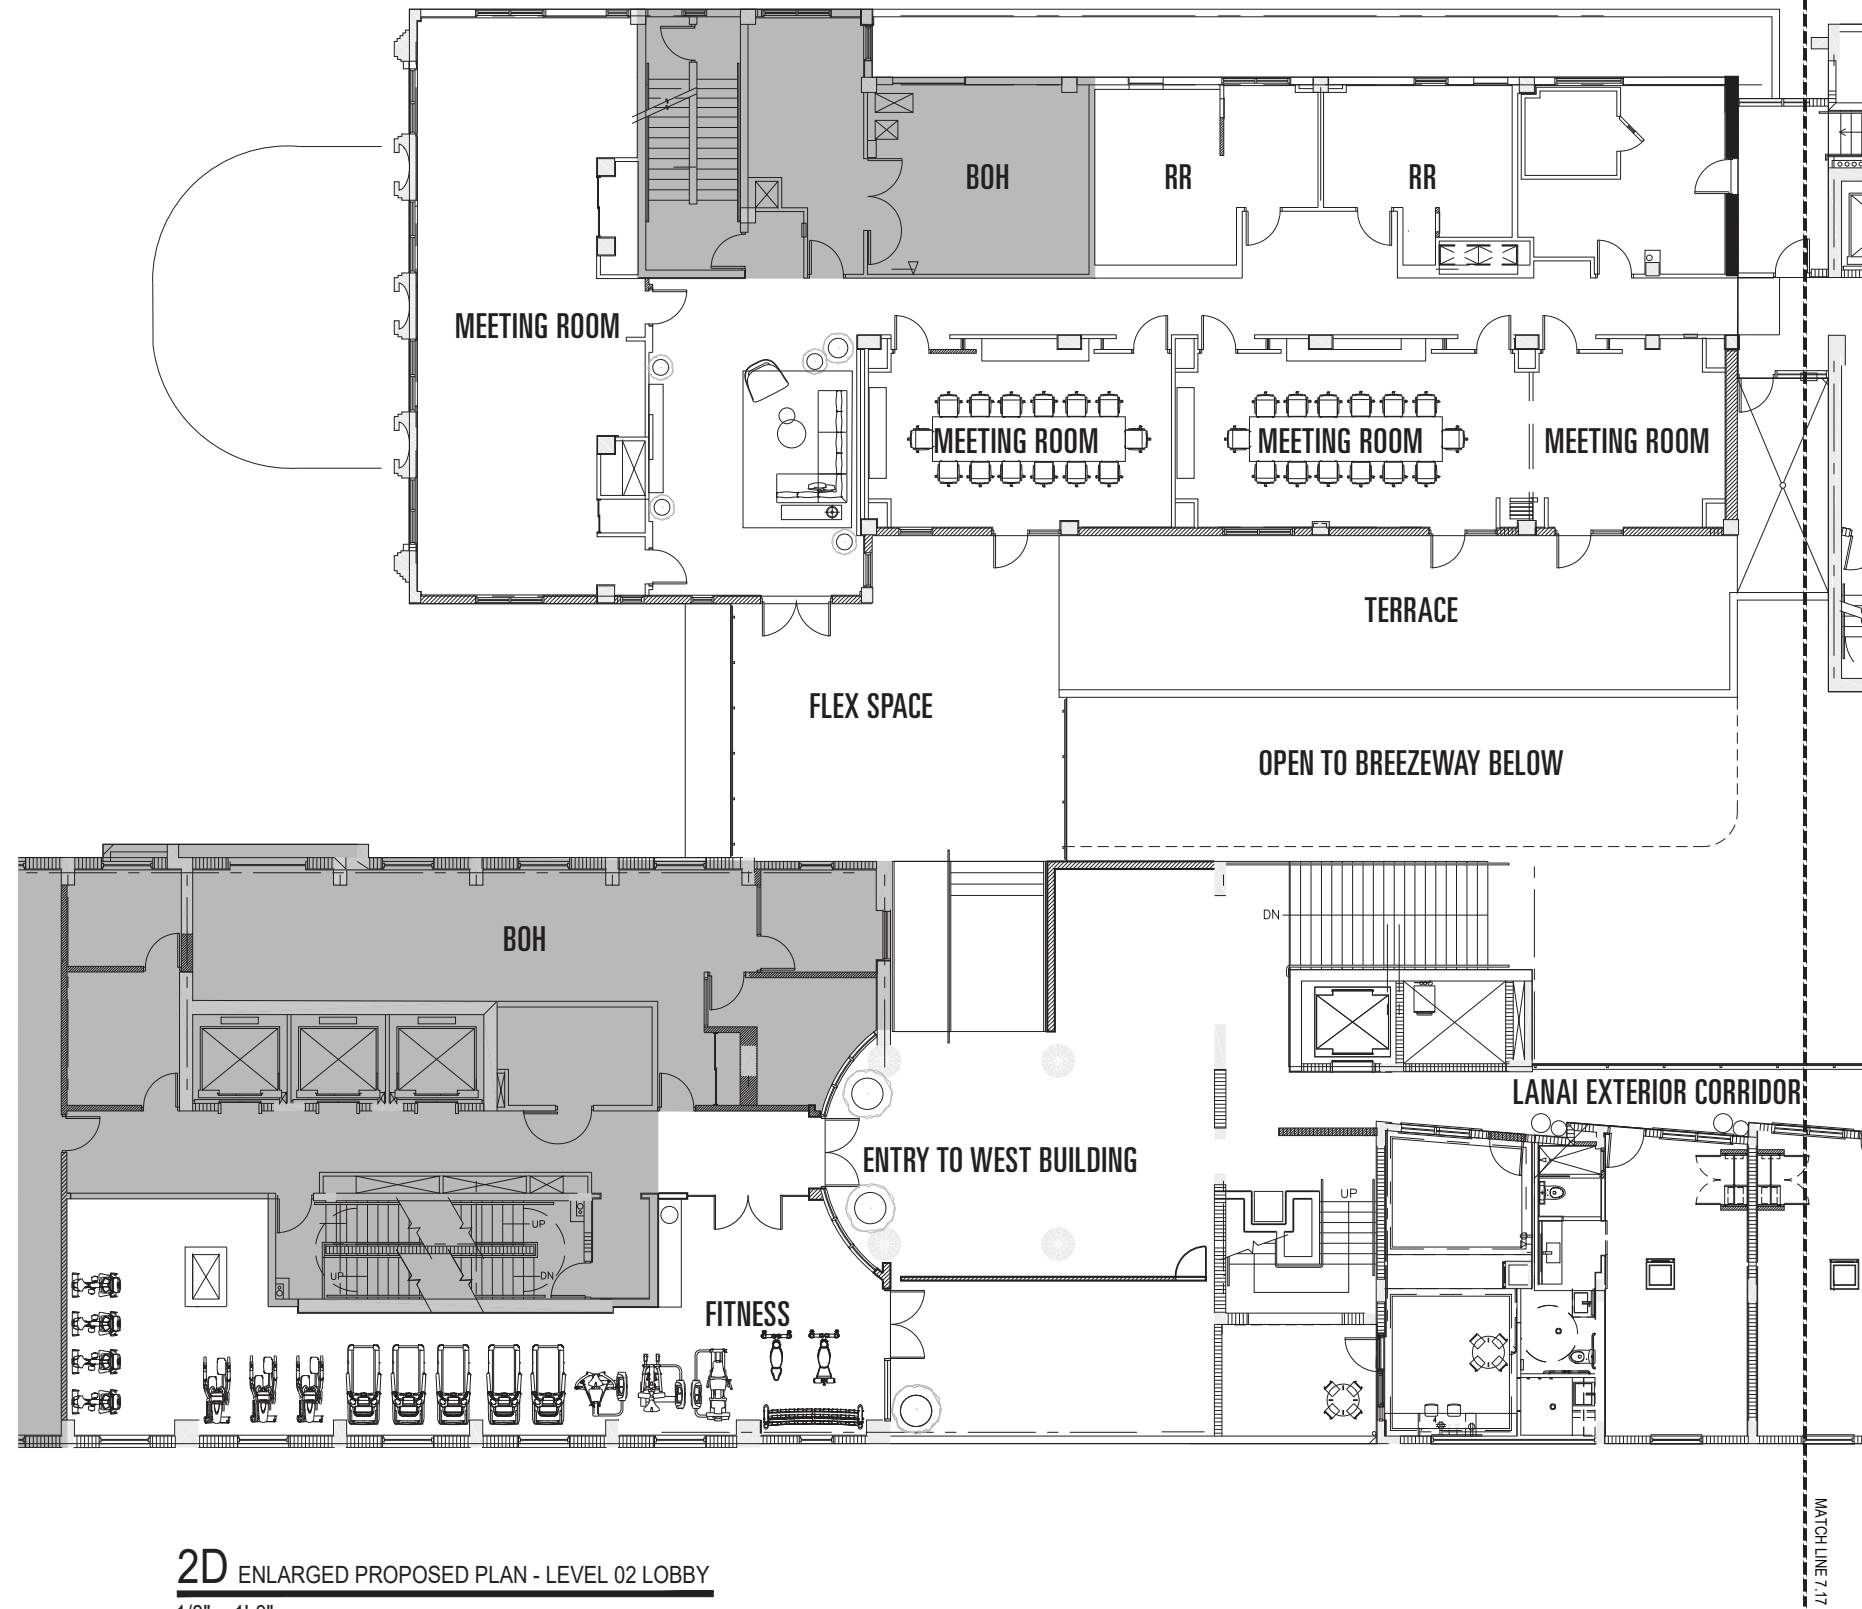 BOH
RR
RR
MEETING ROOM
MEETING ROOM
MEETING ROOM
MEETING ROOM
TERRACE
FLEX SPACE
OPEN TO BREEZEWAY BELOW
DN
BOH
LANAI EXTERIOR CORRIDOR
ENTRY TO WEST BUILDING
UP
UP
UP
DN
FITNESS
MATCH LINE 7.17
2D ENLARGED PROPOSED PLAN - LEVEL 02 LOBBY